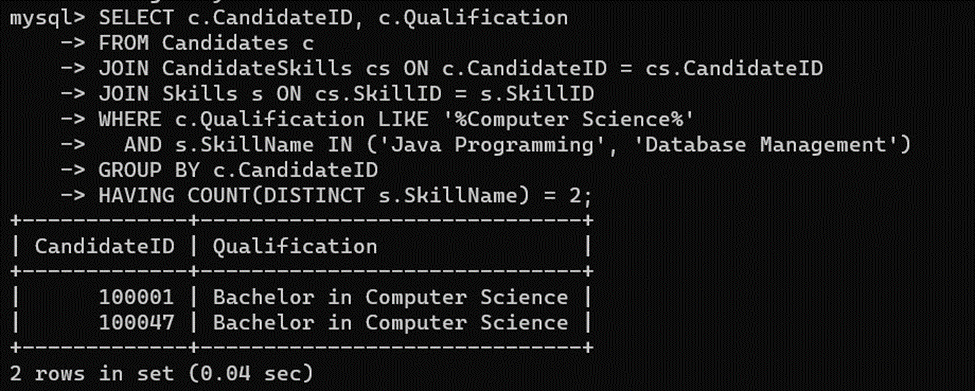 mysql> SELECT c.CandidateID, c.Qualification
    -> FROM Candidates c
    -> JOIN CandidateSkills cs ON c.CandidateID = cs.CandidateID
    -> JOIN Skills s ON cs.SkillID = s.SkillID
    -> WHERE c.Qualification LIKE '%Computer Science%'
    ->   AND s.SkillName IN ('Java Programming', 'Database Management')
    -> GROUP BY c.CandidateID
    -> HAVING COUNT(DISTINCT s.SkillName) = 2;
+-------------+------------------------------+
| CandidateID | Qualification                |
+-------------+------------------------------+
|      100001 | Bachelor in Computer Science |
|      100047 | Bachelor in Computer Science |
+-------------+------------------------------+
2 rows in set (0.04 sec)